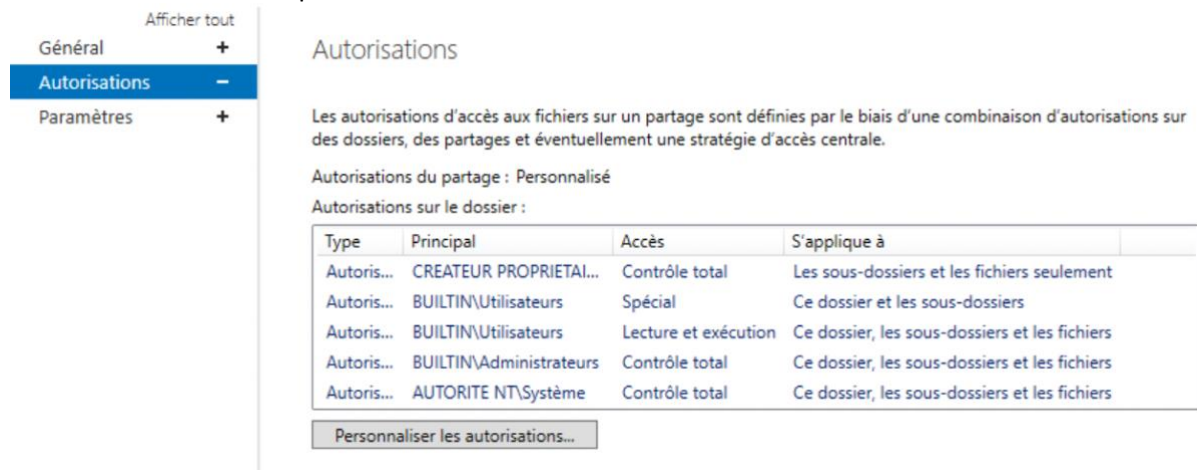 Afficher tout
Général +
Autorisations −
Paramètres +
Autorisations
Les autorisations d'accès aux fichiers sur un partage sont définies par le biais d'une combinaison d'autorisations sur
des dossiers, des partages et éventuellement une stratégie d'accès centrale.
Autorisations du partage : Personnalisé
Autorisations sur le dossier :
Type Principal Accès S'applique à
Autoris... CREATEUR PROPRIETAI... Contrôle total Les sous-dossiers et les fichiers seulement
Autoris... BUILTIN\Utilisateurs Spécial Ce dossier et les sous-dossiers
Autoris... BUILTIN\Utilisateurs Lecture et exécution Ce dossier, les sous-dossiers et les fichiers
Autoris... BUILTIN\Administrateurs Contrôle total Ce dossier, les sous-dossiers et les fichiers
Autoris... AUTORITE NT\Système Contrôle total Ce dossier, les sous-dossiers et les fichiers
Personnaliser les autorisations...